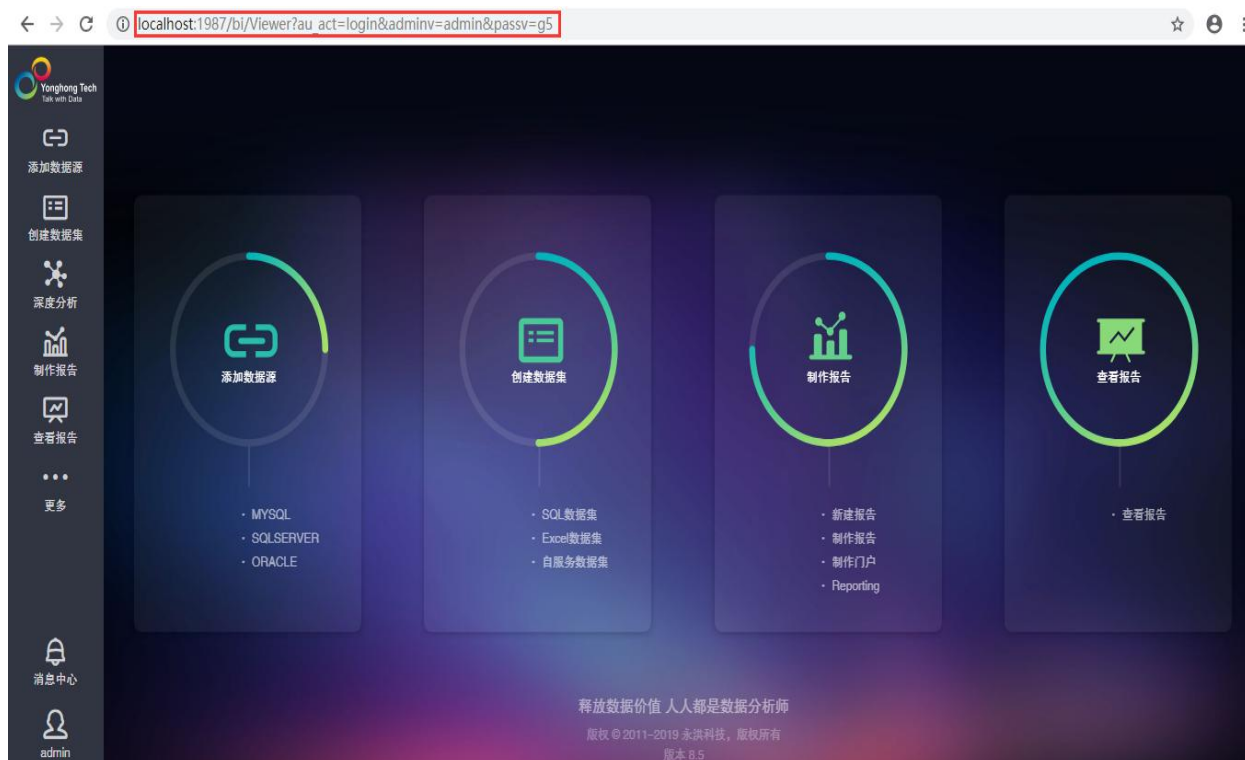 localhost:1987/bi/Viewer?au_act=login&adminv=admin&passv=g5
Yonghong Tech
Talk with Data
添加数据源
创建数据集
深度分析
制作报告
查看报告
更多
消息中心
admin
添加数据源
· MYSQL
· SQLSERVER
· ORACLE
创建数据集
· SQL数据集
· Excel数据集
· 自服务数据集
制作报告
· 新建报告
· 制作报告
· 制作门户
· Reporting
查看报告
· 查看报告
释放数据价值 人人都是数据分析师
版权 © 2011-2019 永洪科技，版权所有
版本 8.5